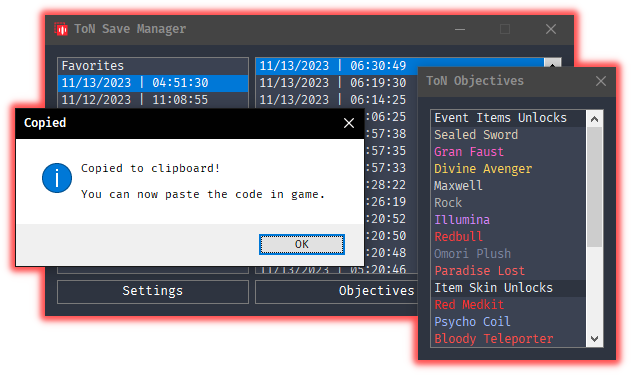 ToN Save Manager
Favorites
11/13/2023 | 04:51:30
11/12/2023 | 11:08:55
11/13/2023 | 06:30:49
11/13/2023 | 06:19:30
11/13/2023 | 06:14:25
06:25
57:38
57:35
57:33
28:22
26:19
20:52
20:50
20:48
11/13/2023 | 05:20:46
Settings
Objectives
Copied
Copied to clipboard!
You can now paste the code in game.
OK
ToN Objectives
Event Items Unlocks
Sealed Sword
Gran Faust
Divine Avenger
Maxwell
Rock
Illumina
Redbull
Omori Plush
Paradise Lost
Item Skin Unlocks
Red Medkit
Psycho Coil
Bloody Teleporter